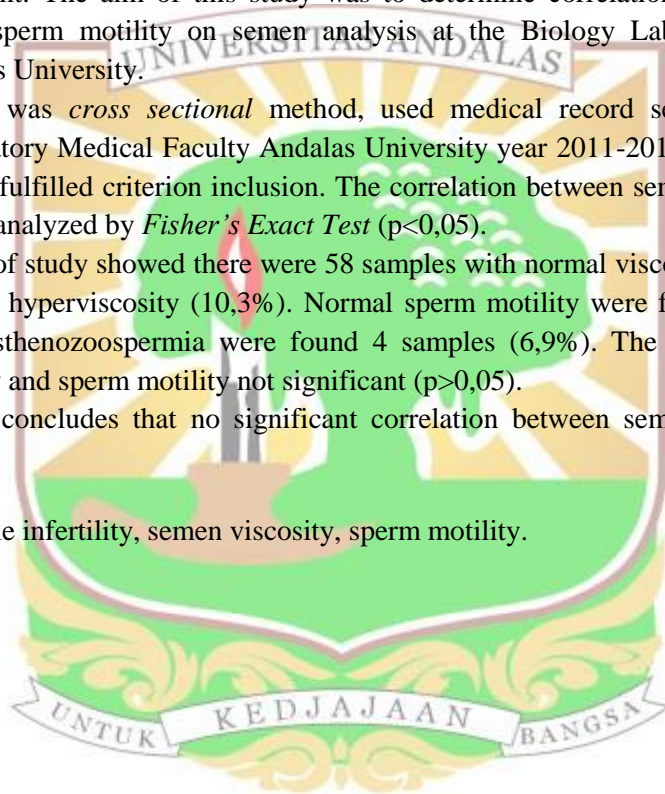 nt. The aim of this study was to determine correlatio
sperm motility on semen analysis at the Biology Lab
UNIVERSITAS ANDALAS
s University.
was cross sectional method, used medical record se
atory Medical Faculty Andalas University year 2011-201
fulfilled criterion inclusion. The correlation between sen
analyzed by Fisher's Exact Test (p<0,05).
of study showed there were 58 samples with normal visco
hyperviscosity (10,3%). Normal sperm motility were f
sthenozoospermia were found 4 samples (6,9%). The
y and sperm motility not significant (p>0,05).
concludes that no significant correlation between sem
le infertility, semen viscosity, sperm motility.
UNTUK KEDJAJAAN BANGSA